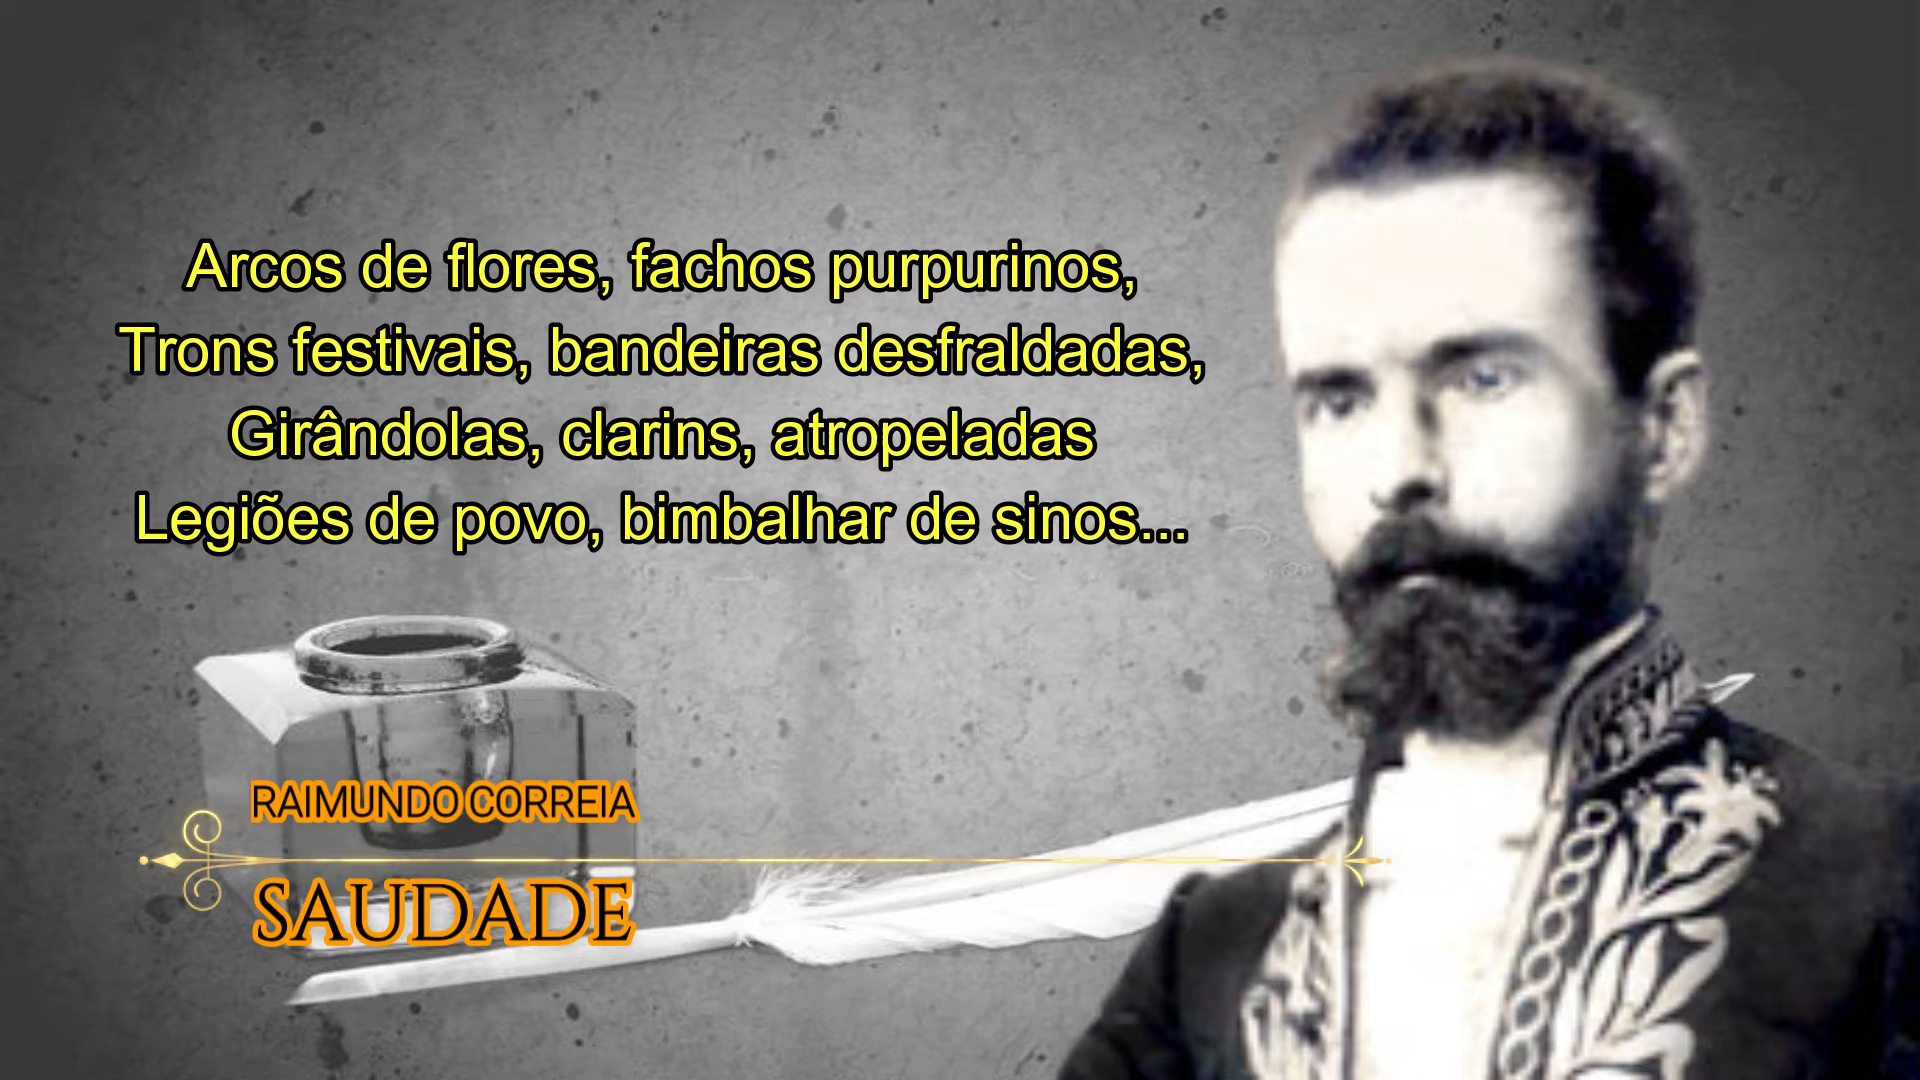 Arcos de flores, fachos purpurinos,
Trons festivais, bandeiras desfraldadas,
Girândolas, clarins, atropeladas
Legiões de povo, bimbalhar de sinos...
RAIMUNDO CORREIA
SAUDADE